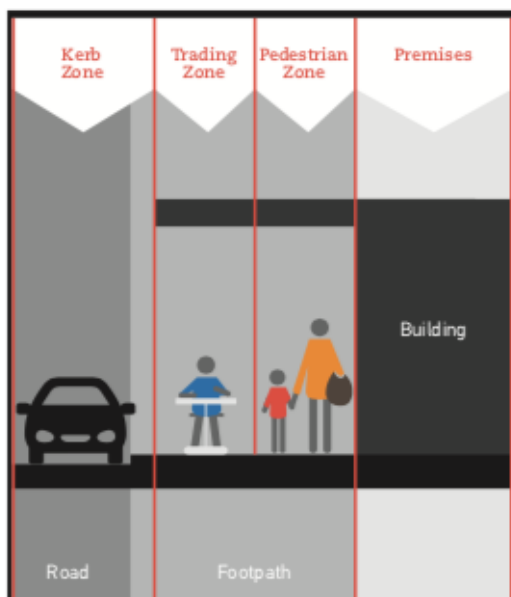 Kerb
Zone
Trading
Zone
Pedestrian
Zone
Premises
Building
Road
Footpath